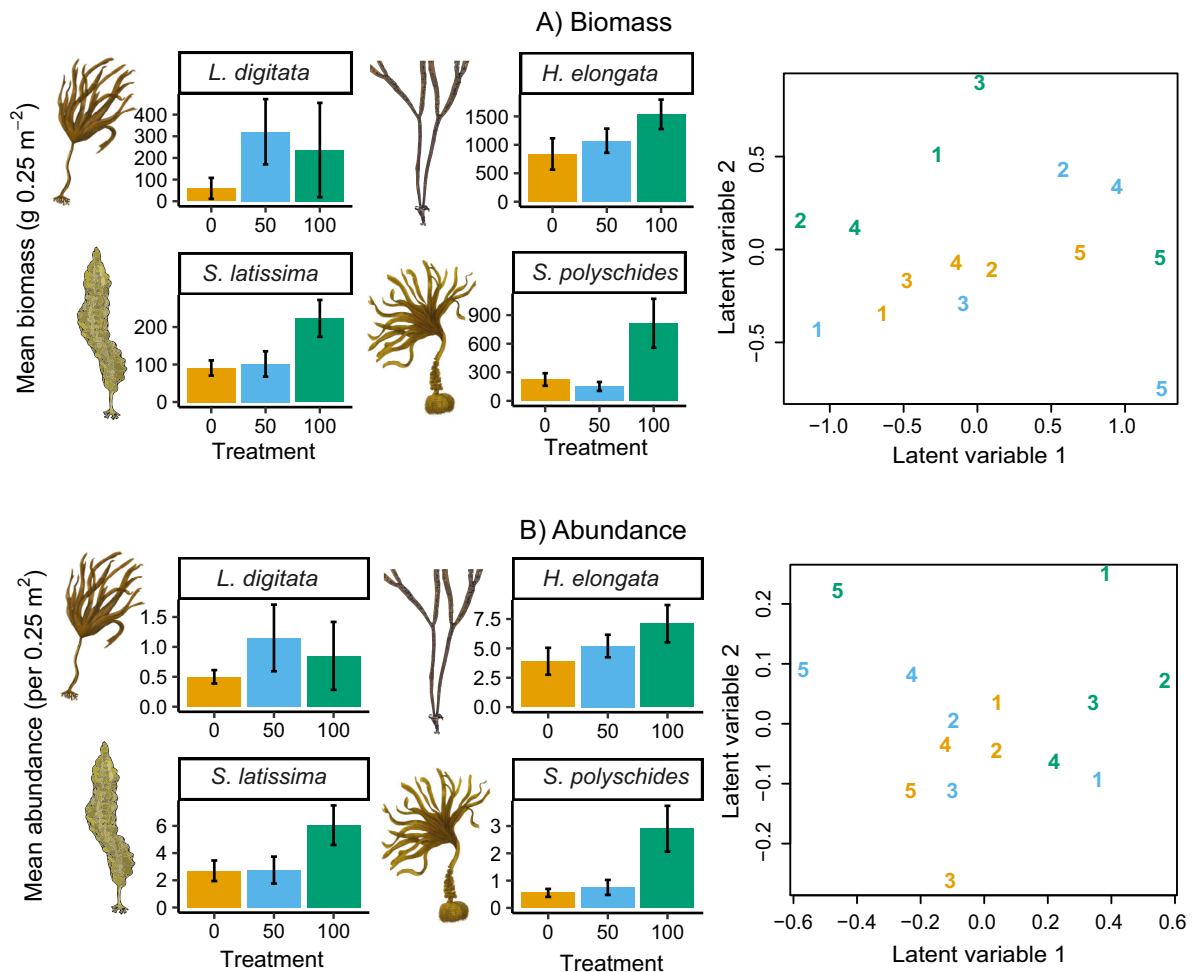 A) Biomass
Mean biomass (g 0.25 m⁻²)
L. digitata
400
300
200
100
0
0 50 100
H. elongata
1500
1000
500
0
0 50 100
S. latissima
200
100
0
0 50 100
Treatment
S. polyschides
900
600
300
0
0 50 100
Treatment
Latent variable 2
0.5
0.0
−0.5
3
1
2
4
2 4
5 5
4
2
3
3
1
1
5
−1.0 −0.5 0.0 0.5 1.0
Latent variable 1
B) Abundance
Mean abundance (per 0.25 m²)
L. digitata
1.5
1.0
0.5
0.0
0 50 100
H. elongata
7.5
5.0
2.5
0.0
0 50 100
S. latissima
6
4
2
0
0 50 100
Treatment
S. polyschides
3
2
1
0
0 50 100
Treatment
Latent variable 2
0.2
0.1
0.0
−0.1
−0.2
1
5
5 4 2
1 3
2
4 2 4
1
5 3
3
−0.6 −0.4 −0.2 0.0 0.2 0.4 0.6
Latent variable 1